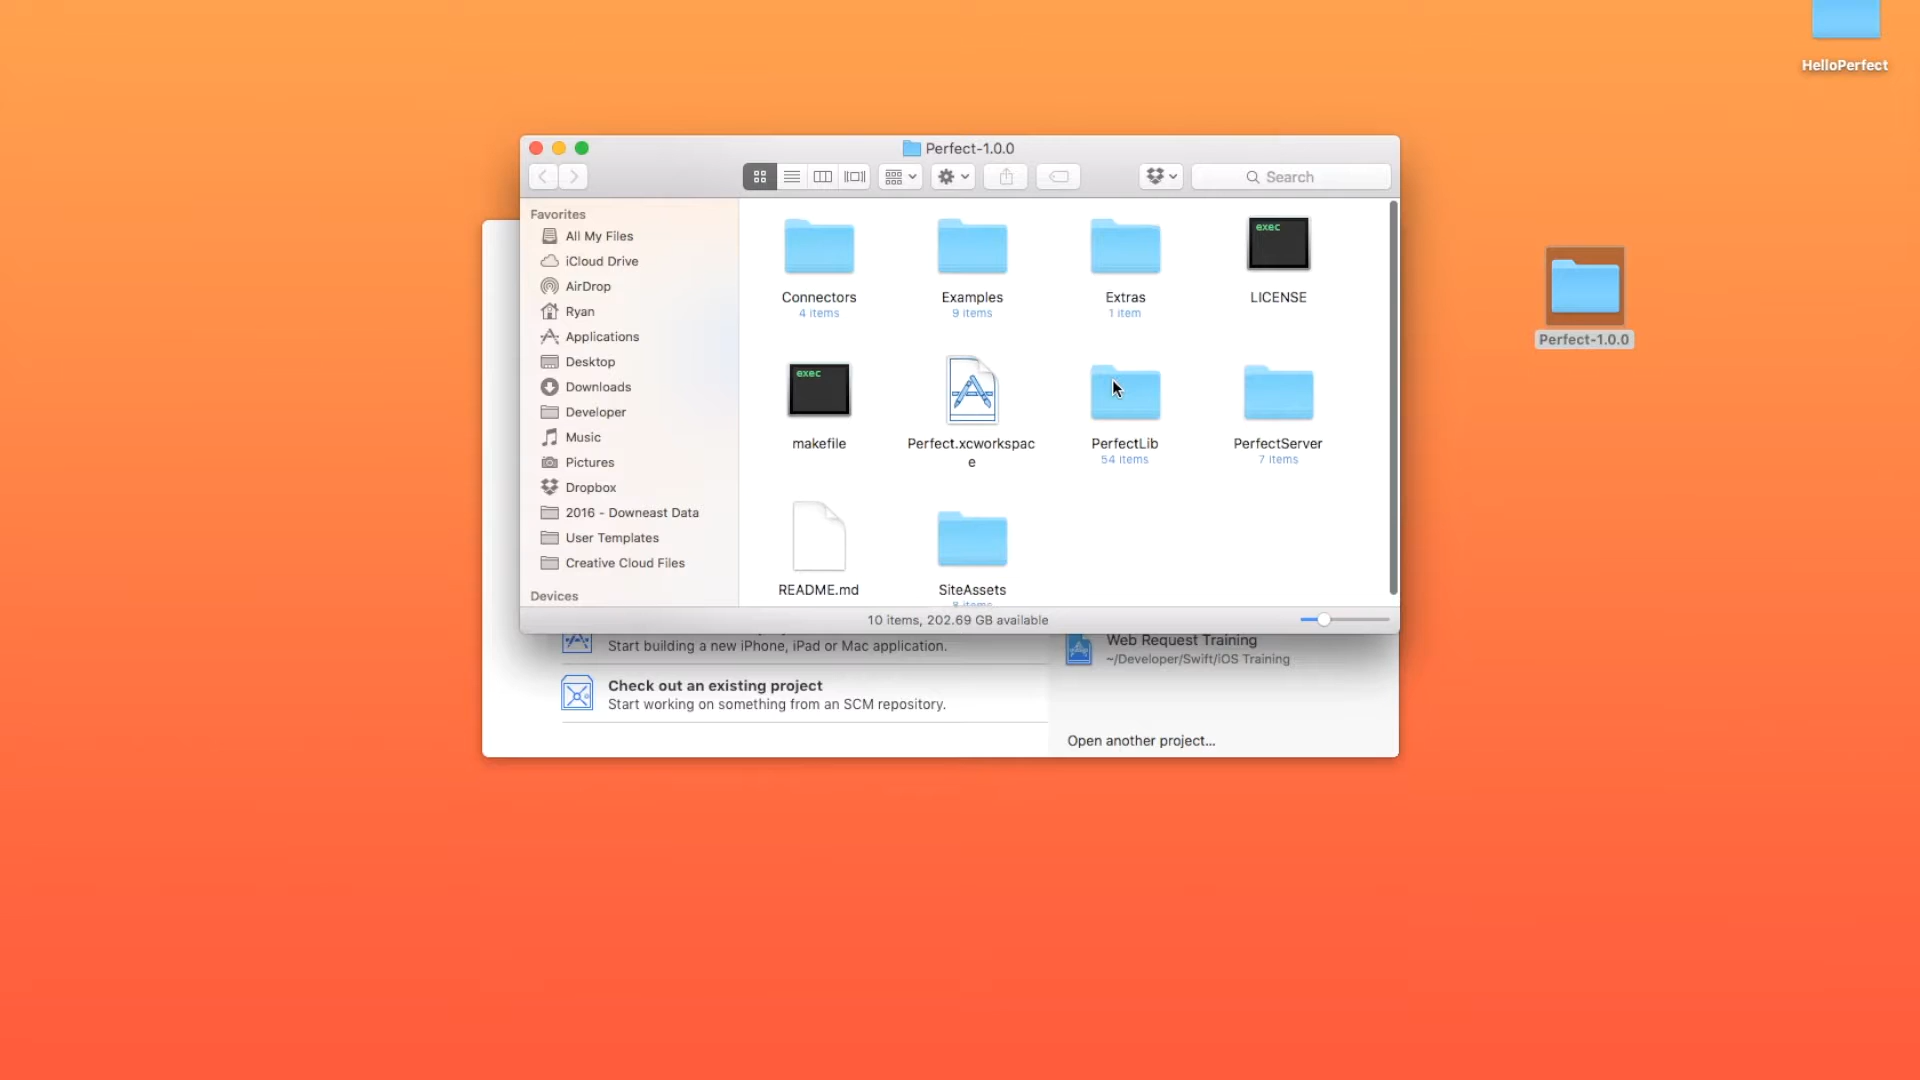 HelloPerfect
Perfect-1.0.0
Search
Favorites
All My Files
iCloud Drive
AirDrop
Ryan
Applications
Desktop
Downloads
Developer
Music
Pictures
Dropbox
2016 - Downeast Data
User Templates
Creative Cloud Files
Devices
Connectors
4 items
Examples
9 items
Extras
1 item
exec
LICENSE
exec
makefile
Perfect.xcworkspac
e
PerfectLib
54 items
PerfectServer
7 items
README.md
SiteAssets
10 items, 202.69 GB available
Perfect-1.0.0
Start building a new iPhone, iPad or Mac application.
Check out an existing project
Start working on something from an SCM repository.
Web Request Training
~/Developer/Swift/iOS Training
Open another project...